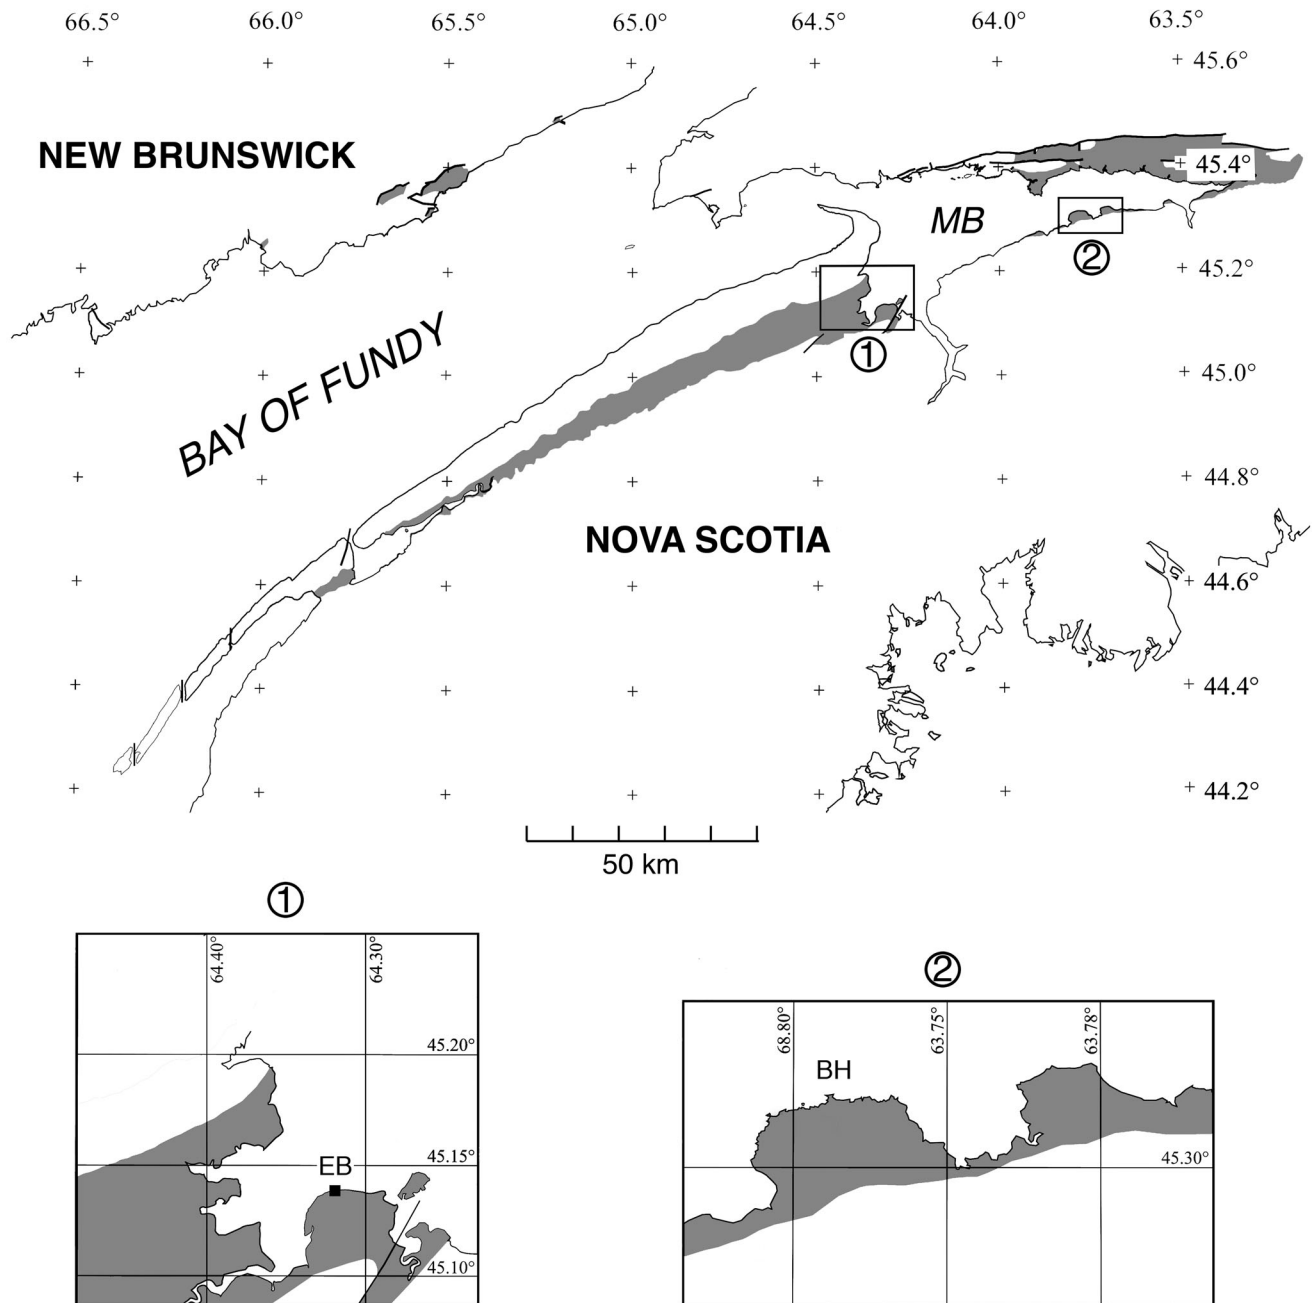 66.5° 66.0° 65.5° 65.0° 64.5° 64.0° 63.5°
45.6°
NEW BRUNSWICK
45.4°
MB
②
45.2°
①
BAY OF FUNDY
45.0°
44.8°
NOVA SCOTIA
44.6°
44.4°
44.2°
50 km
①
64.40° 64.30°
45.20°
45.15°
EB
45.10°
②
68.80° 63.75° 63.78°
BH
45.30°